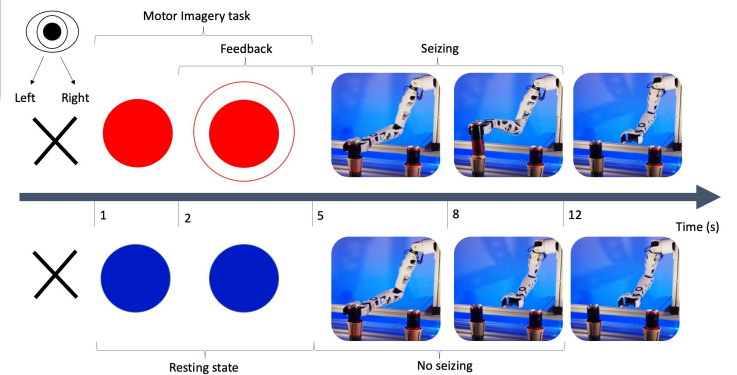 Motor Imagery task
Feedback
Seizing
Left
Right
1
2
5
8
12
Time (s)
Resting state
No seizing